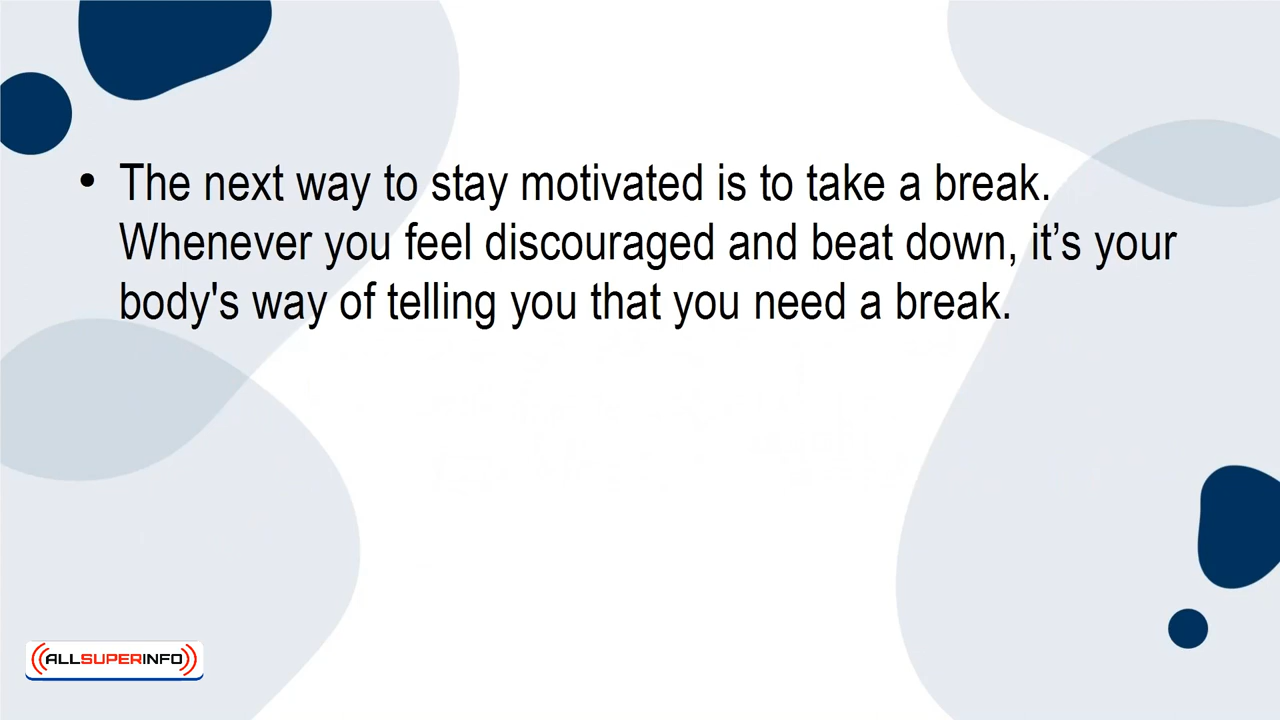 • The next way to stay motivated is to take a break.
Whenever you feel discouraged and beat down, it’s your
body's way of telling you that you need a break.
ALLSUPERINFO